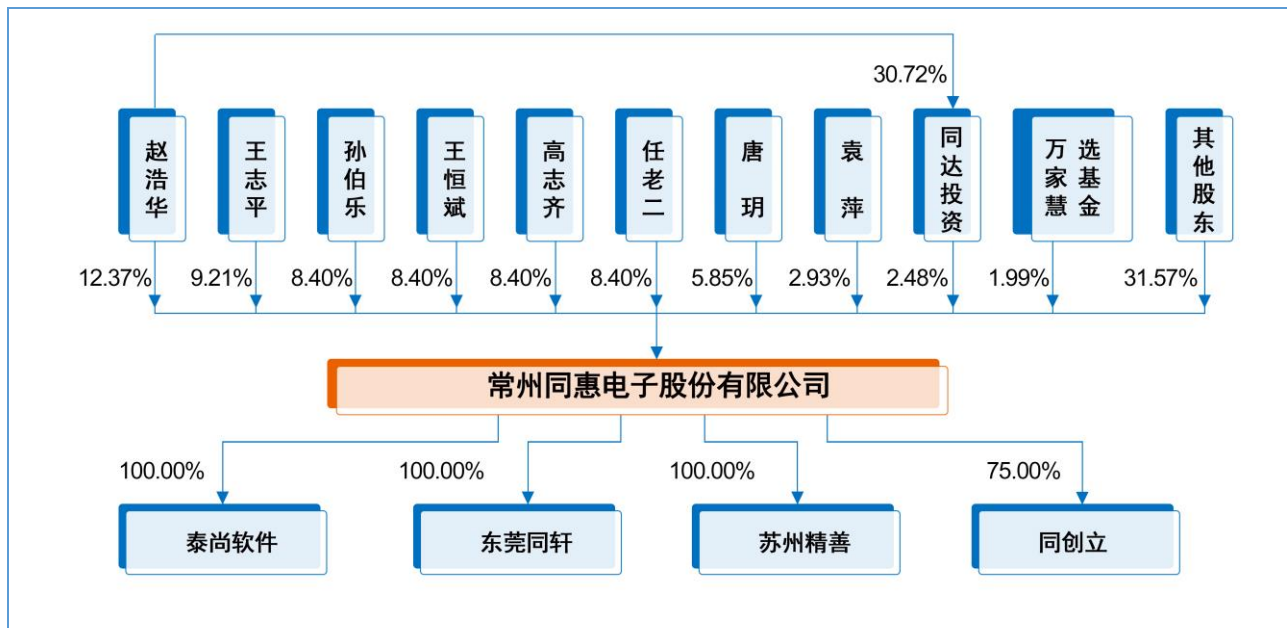 30.72%
赵浩华
王志平
孙伯乐
王恒斌
高志齐
任老二
唐玥
袁萍
同达投资
万家慧选基金
其他股东
12.37%
9.21%
8.40%
8.40%
8.40%
8.40%
5.85%
2.93%
2.48%
1.99%
31.57%
常州同惠电子股份有限公司
100.00%
100.00%
100.00%
75.00%
泰尚软件
东莞同轩
苏州精善
同创立